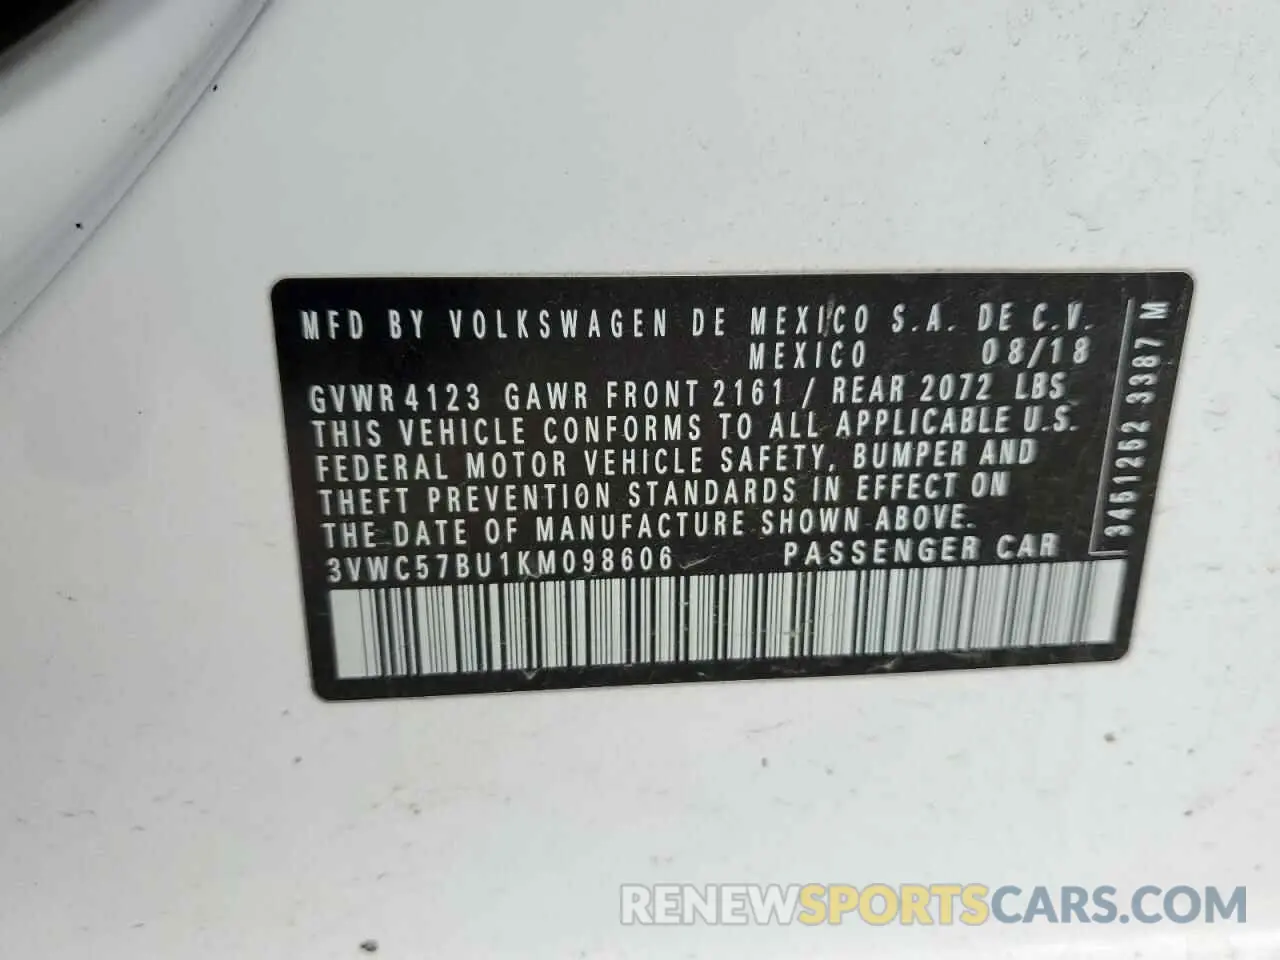 MFD BY VOLKSWAGEN DE MEXICO S.A. DE C.V.
MEXICO 08/18
GVWR 4123 GAWR FRONT 2161 / REAR 2072 LBS
THIS VEHICLE CONFORMS TO ALL APPLICABLE U.S.
FEDERAL MOTOR VEHICLE SAFETY, BUMPER AND
THEFT PREVENTION STANDARDS IN EFFECT ON
THE DATE OF MANUFACTURE SHOWN ABOVE.
3VWC57BU1KM098606 PASSENGER CAR
3451252 3387 M
RENEWSPORTSCARS.COM